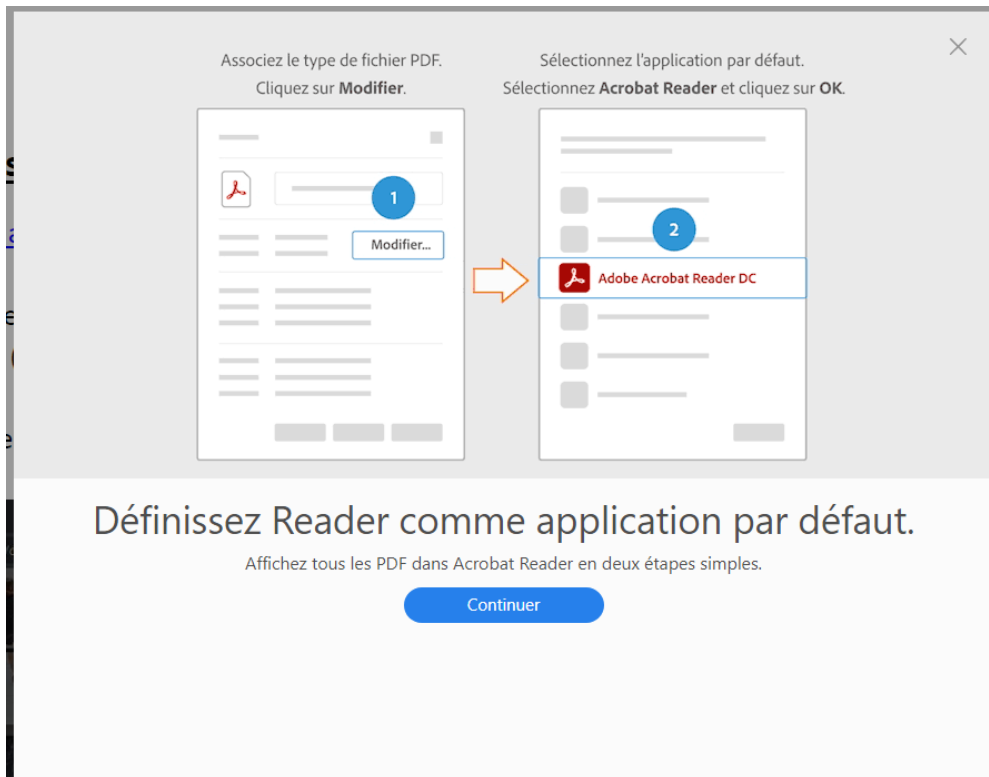 Associez le type de fichier PDF.
Cliquez sur Modifier.
Sélectionnez l'application par défaut.
Sélectionnez Acrobat Reader et cliquez sur OK.
1
Modifier...
2
Adobe Acrobat Reader DC
Définissez Reader comme application par défaut.
Affichez tous les PDF dans Acrobat Reader en deux étapes simples.
Continuer